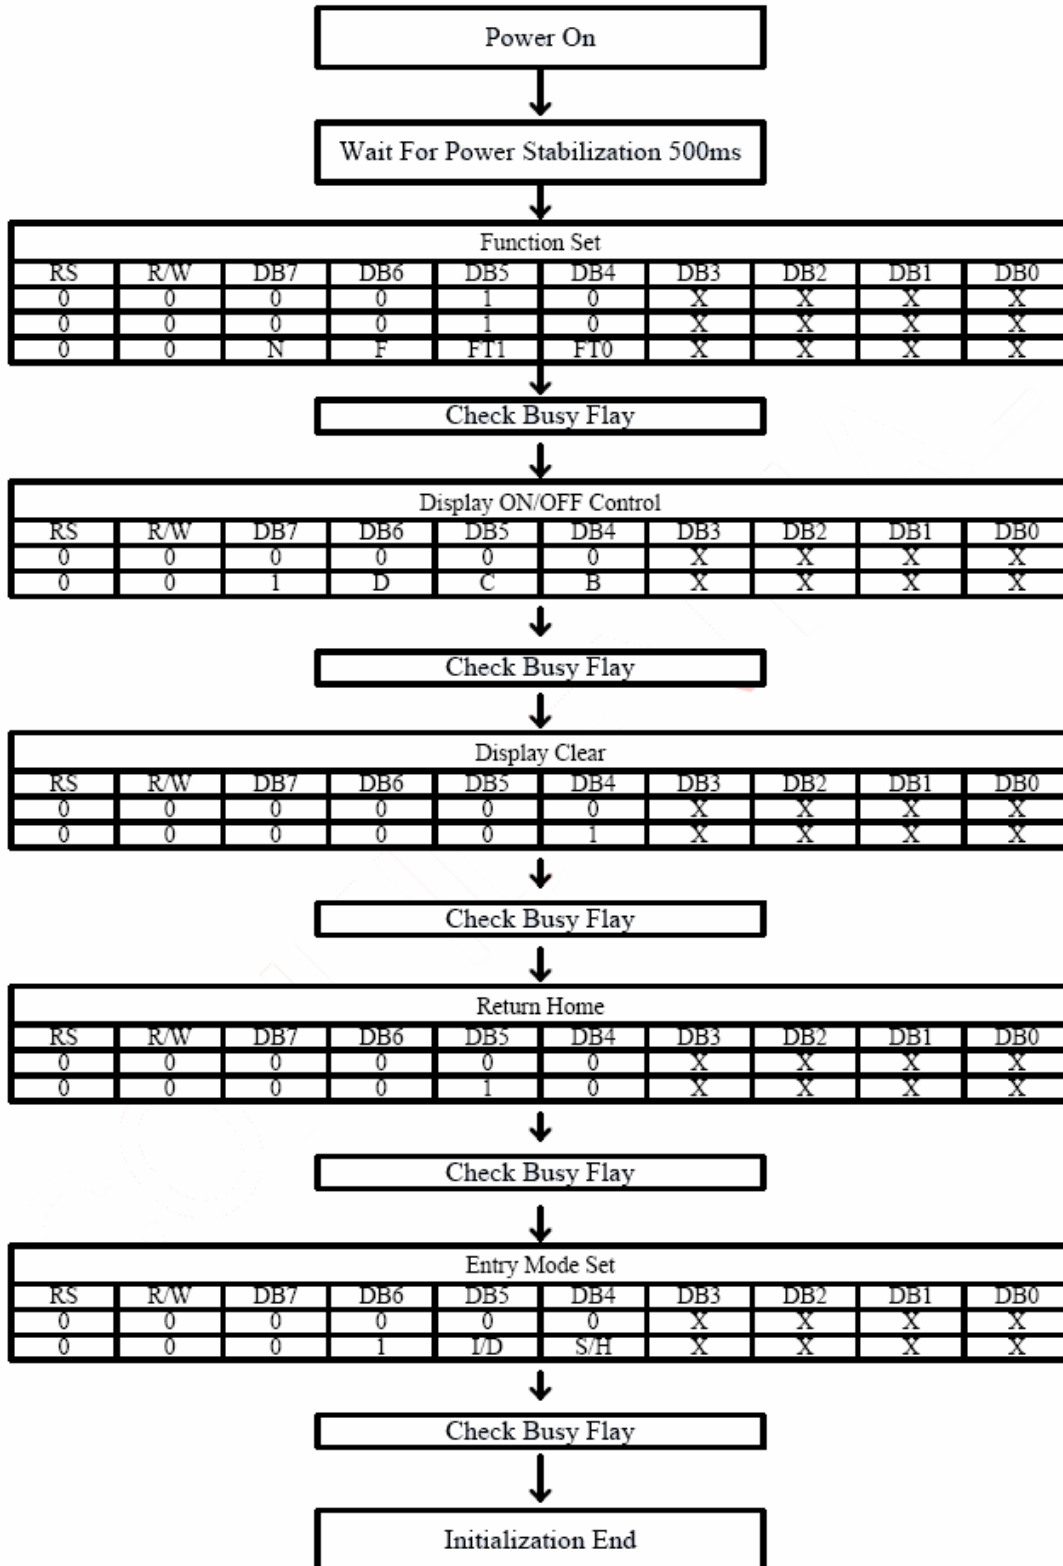 Power On
Wait For Power Stabilization 500ms
Function Set
RS R/W DB7 DB6 DB5 DB4 DB3 DB2 DB1 DB0
0 0 0 0 1 0 X X X X
0 0 0 0 1 0 X X X X
0 0 N F FT1 FT0 X X X X
Check Busy Flay
Display ON/OFF Control
RS R/W DB7 DB6 DB5 DB4 DB3 DB2 DB1 DB0
0 0 0 0 0 0 X X X X
0 0 1 D C B X X X X
Check Busy Flay
Display Clear
RS R/W DB7 DB6 DB5 DB4 DB3 DB2 DB1 DB0
0 0 0 0 0 0 X X X X
0 0 0 0 0 1 X X X X
Check Busy Flay
Return Home
RS R/W DB7 DB6 DB5 DB4 DB3 DB2 DB1 DB0
0 0 0 0 0 0 X X X X
0 0 0 0 1 0 X X X X
Check Busy Flay
Entry Mode Set
RS R/W DB7 DB6 DB5 DB4 DB3 DB2 DB1 DB0
0 0 0 0 0 0 X X X X
0 0 0 1 I/D S/H X X X X
Check Busy Flay
Initialization End